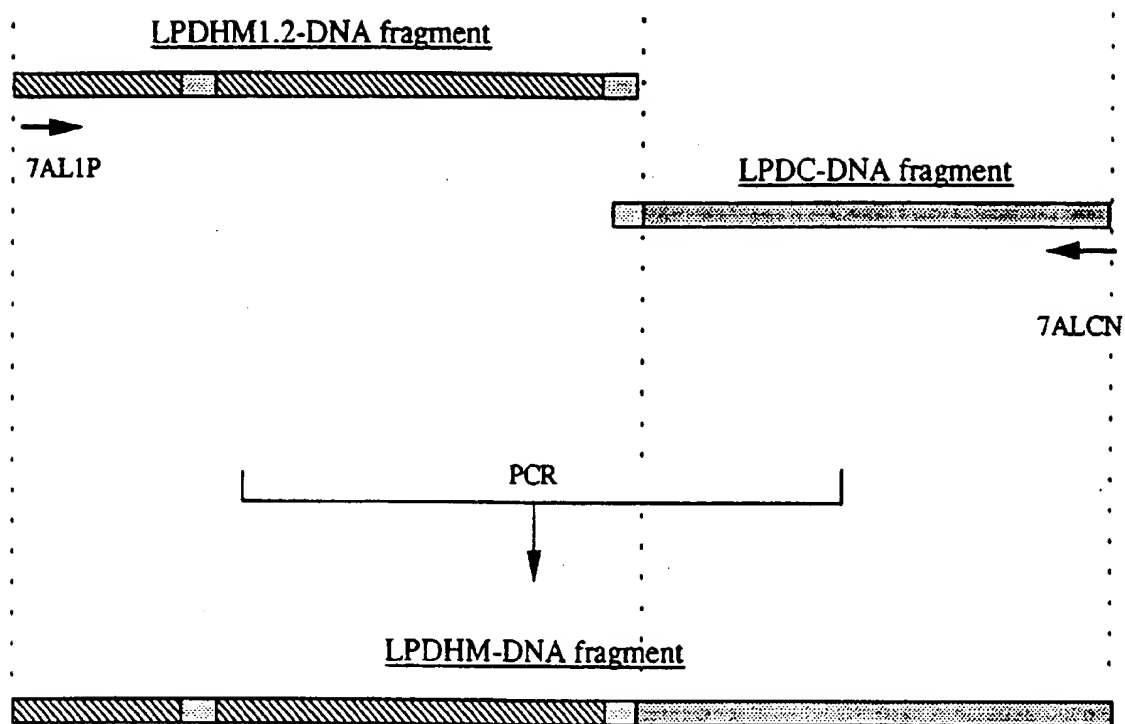 LPDHM1.2-DNA fragment
7AL1P
LPDC-DNA fragment
7ALCN
PCR
LPDHM-DNA fragment